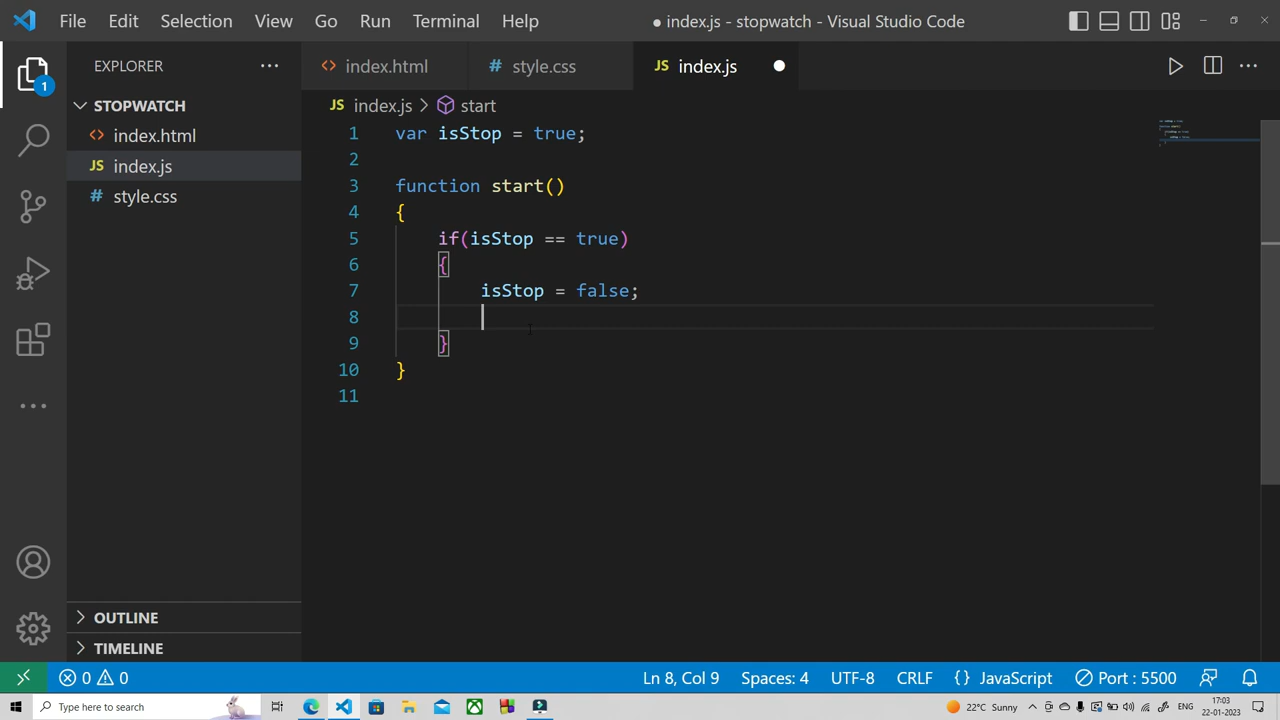 File Edit Selection View Go Run Terminal Help
● index.js - stopwatch - Visual Studio Code
EXPLORER
STOPWATCH
index.html
JS index.js
# style.css
OUTLINE
TIMELINE
index.html
# style.css
JS index.js
JS index.js > start
1 var isStop = true;
2
3 function start()
4 {
5 if(isStop == true)
6 {
7 isStop = false;
8
9 }
10 }
11
1
0 0 Ln 8, Col 9 Spaces: 4 UTF-8 CRLF {} JavaScript Port : 5500
Type here to search
22°C Sunny
ENG
17:03
22-01-2023